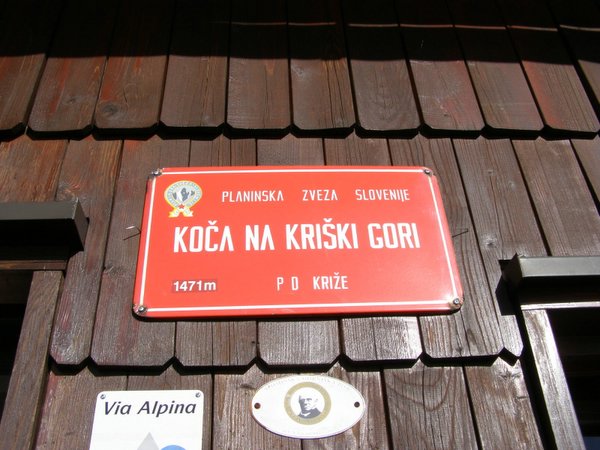 PLANINSKA ZVEZA SLOVENIJE
KOČA NA KRIŠKI GORI
1471m P D KRIŽE
Via Alpina